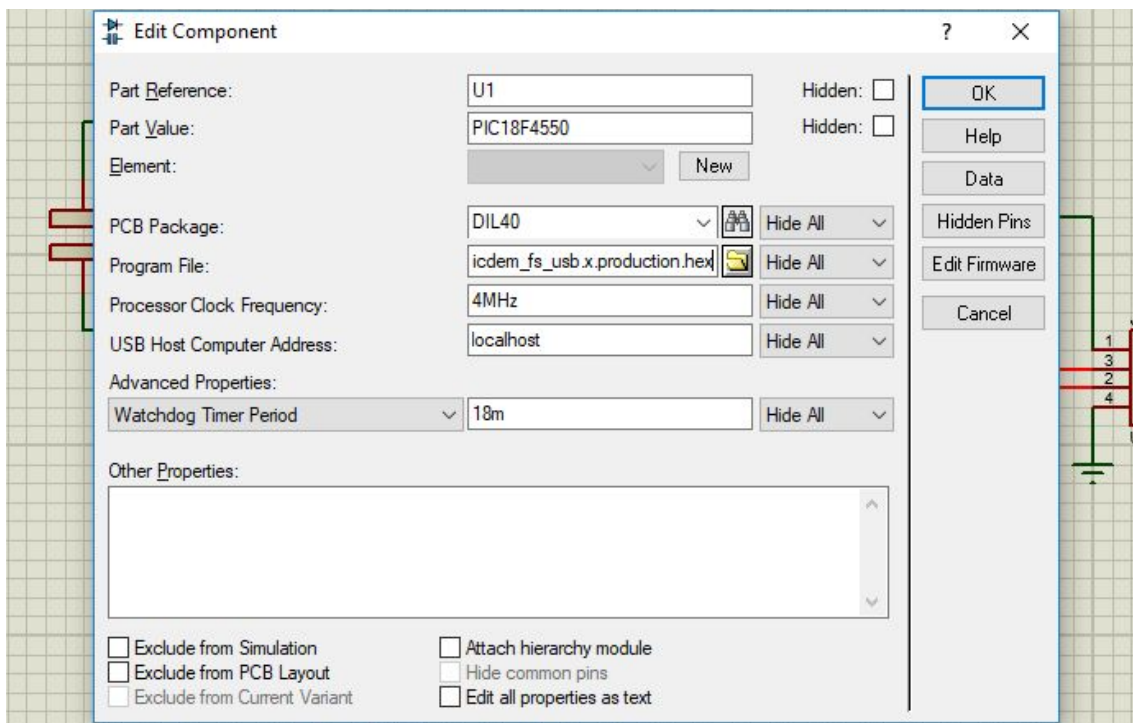 Edit Component
?
Part Reference: U1 Hidden:
Part Value: PIC18F4550 Hidden:
Element: New
PCB Package: DIL40 Hide All
Program File: icdem_fs_usb.x.production.hex Hide All
Processor Clock Frequency: 4MHz Hide All
USB Host Computer Address: localhost Hide All
Advanced Properties:
Watchdog Timer Period 18m Hide All
Other Properties:
Exclude from Simulation Attach hierarchy module
Exclude from PCB Layout Hide common pins
Exclude from Current Variant Edit all properties as text
OK
Help
Data
Hidden Pins
Edit Firmware
Cancel
1
3
2
4